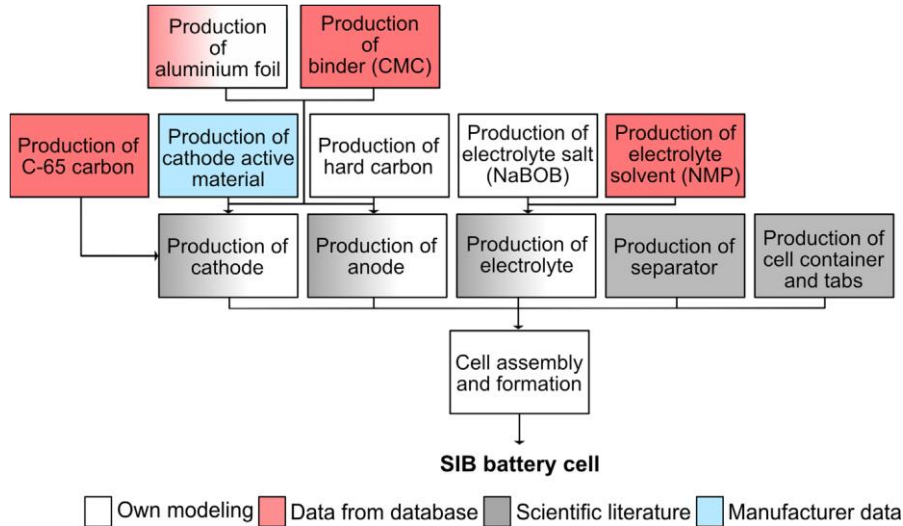 Production
of
aluminium foil
Production
of
binder (CMC)
Production of
C-65 carbon
Production of
cathode active
material
Production of
hard carbon
Production of
electrolyte salt
(NaBOB)
Production of
electrolyte
solvent (NMP)
Production of
cathode
Production of
anode
Production of
electrolyte
Production of
separator
Production of
cell container
and tabs
Cell assembly
and formation
SIB battery cell
Own modeling
Data from database
Scientific literature
Manufacturer data